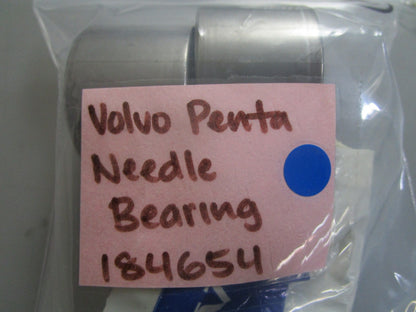 Volvo Penta
Needle
Bearing
184654